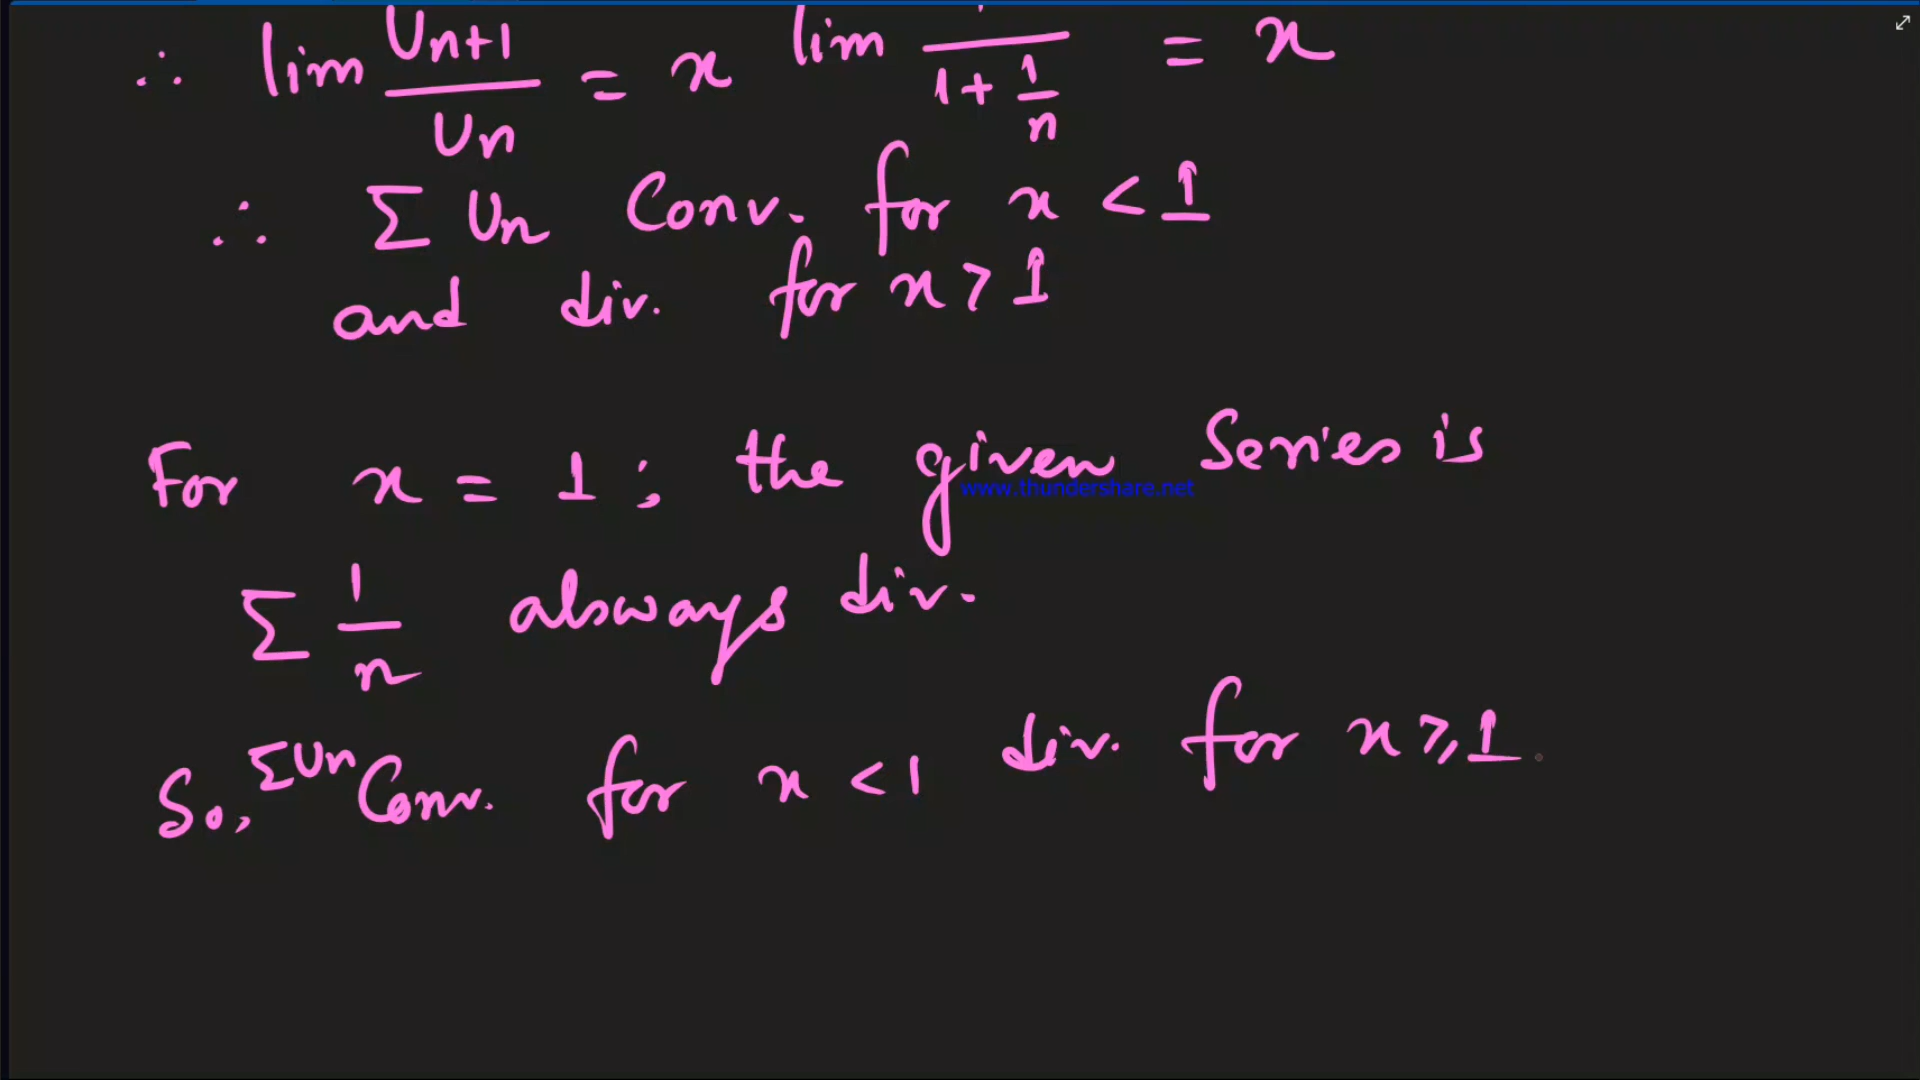 ∴ lim Un+1/Un = x lim 1/(1 + 1/n) = x
∴ Σ Un Conv. for x < 1
and div. for x > 1
For x = 1 ; the given Series is
www.thundershare.net
Σ 1/n always div.
So, ΣUn Conv. for x < 1 div. for x ⩾ 1.